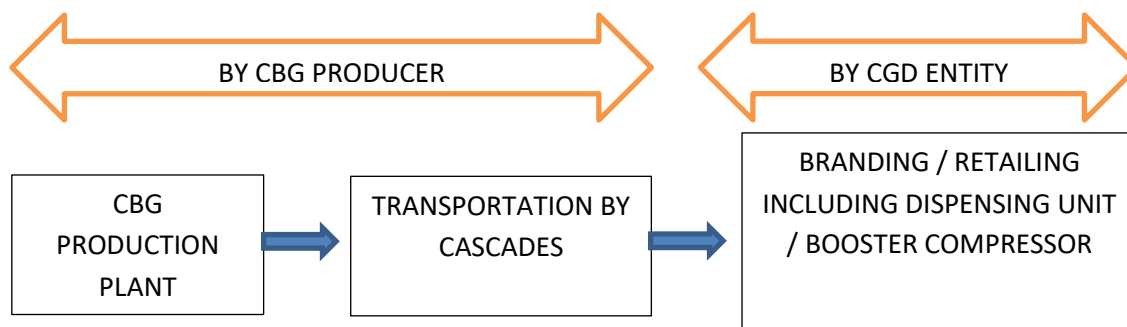 BY CBG PRODUCER
BY CGD ENTITY
CBG
PRODUCTION
PLANT
TRANSPORTATION BY
CASCADES
BRANDING / RETAILING
INCLUDING DISPENSING UNIT
/ BOOSTER COMPRESSOR